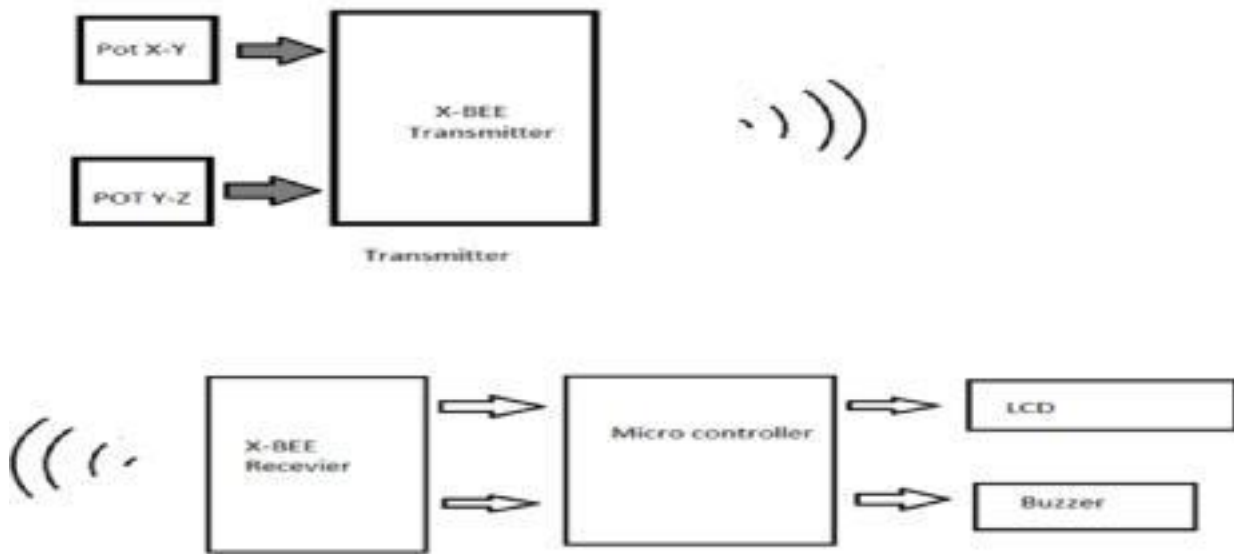 Pot X-Y
X-BEE
Transmitter
POT Y-Z
Transmitter
X-BEE
Recevier
Micro controller
LCD
Buzzer